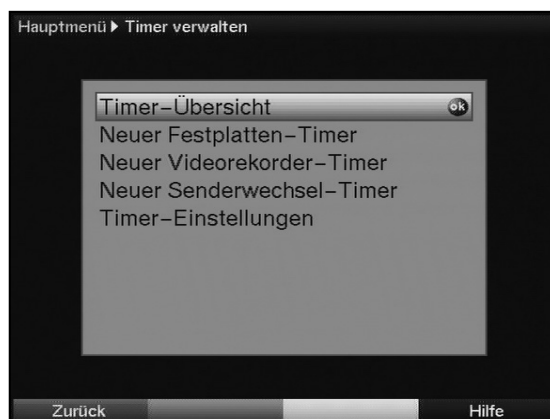 Hauptmenü ▶ Timer verwalten
Timer-Übersicht ok
Neuer Festplatten-Timer
Neuer Videorekorder-Timer
Neuer Senderwechsel-Timer
Timer-Einstellungen
Zurück Hilfe